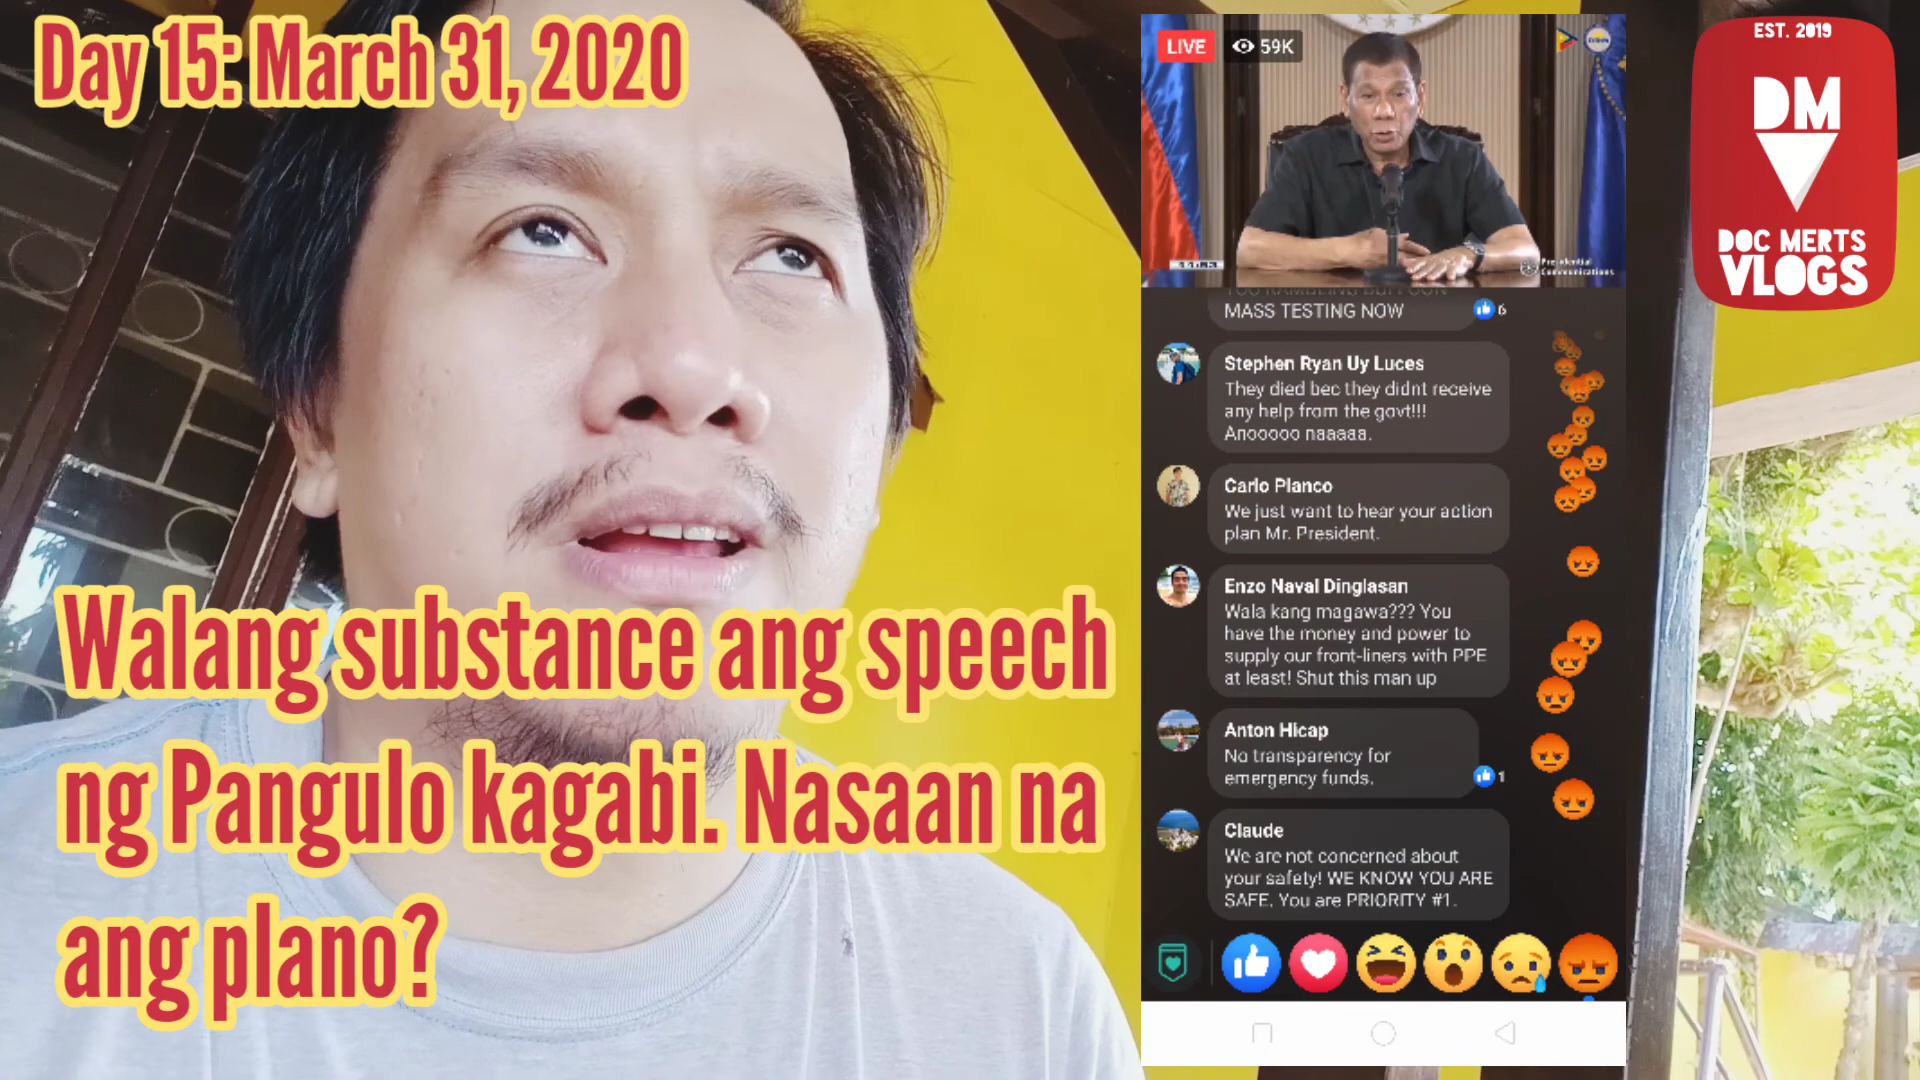 Day 15: March 31, 2020
Walang substance ang speech
ng Pangulo kagabi. Nasaan na
ang plano?
LIVE 59K
Presidential
Communications
MASS TESTING NOW
6
Stephen Ryan Uy Luces
They died bec they didnt receive
any help from the govt!!!
Anooooo naaaaa.
Carlo Planco
We just want to hear your action
plan Mr. President.
Enzo Naval Dinglasan
Wala kang magawa??? You
have the money and power to
supply our front-liners with PPE
at least! Shut this man up
Anton Hicap
No transparency for
emergency funds.
1
Claude
We are not concerned about
your safety! WE KNOW YOU ARE
SAFE. You are PRIORITY #1.
EST. 2019
DM
DOC MERTS
VLOGS